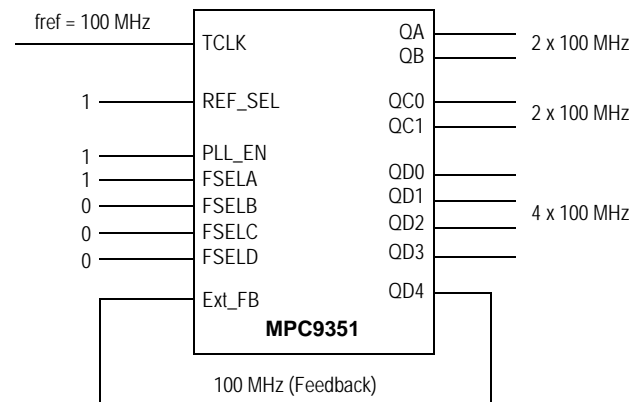 fref = 100 MHz
TCLK
QA
QB
2 x 100 MHz
1
REF_SEL
QC0
QC1
2 x 100 MHz
1
PLL_EN
1
FSELA
0
FSELB
0
FSELC
0
FSELD
QD0
QD1
QD2
QD3
4 x 100 MHz
Ext_FB
QD4
MPC9351
100 MHz (Feedback)